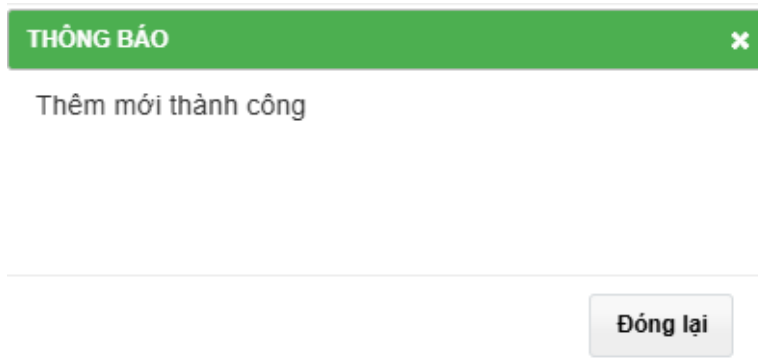 THÔNG BÁO
Thêm mới thành công
Đóng lại